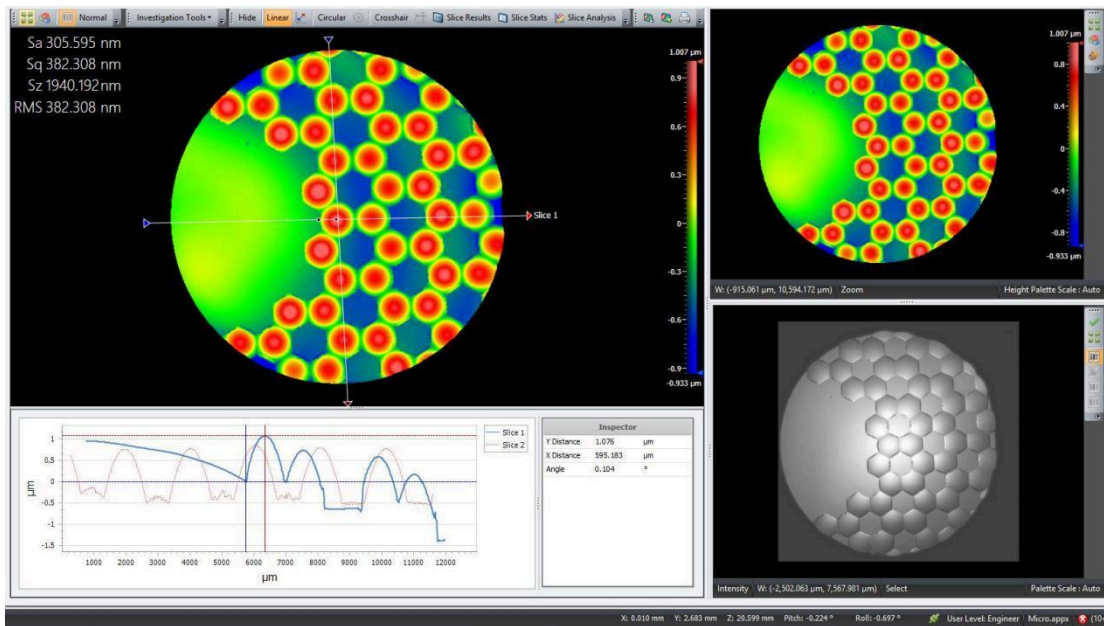 Normal Investigation Tools Hide Linear Circular Crosshair Slice Results Slice Stats Slice Analysis
Sa 305.595 nm
Sq 382.308 nm
Sz 1940.192 nm
RMS 382.308 nm
1.007 µm
0.9
0.6
0.3
0
-0.3
-0.6
-0.9
-0.933 µm
Slice 1
1.007 µm
0.8
0.4
0
-0.4
-0.8
-0.933 µm
W: (-915.061 µm, 10,594.172 µm) Zoom Height Palette Scale : Auto
1
0.5
0
-0.5
-1
-1.5
µm
1000 2000 3000 4000 5000 6000 7000 8000 9000 10000 11000 12000
µm
Slice 1
Slice 2
Inspector
Y Distance 1.076 µm
X Distance 595.183 µm
Angle 0.104 °
Intensity W: (-2,502.063 µm, 7,567.981 µm) Select Palette Scale : Auto
X: 0.010 mm Y: 2.683 mm Z: 20.599 mm Pitch: -0.224 ° Roll: -0.697 ° User Level: Engineer Micro.appx (10